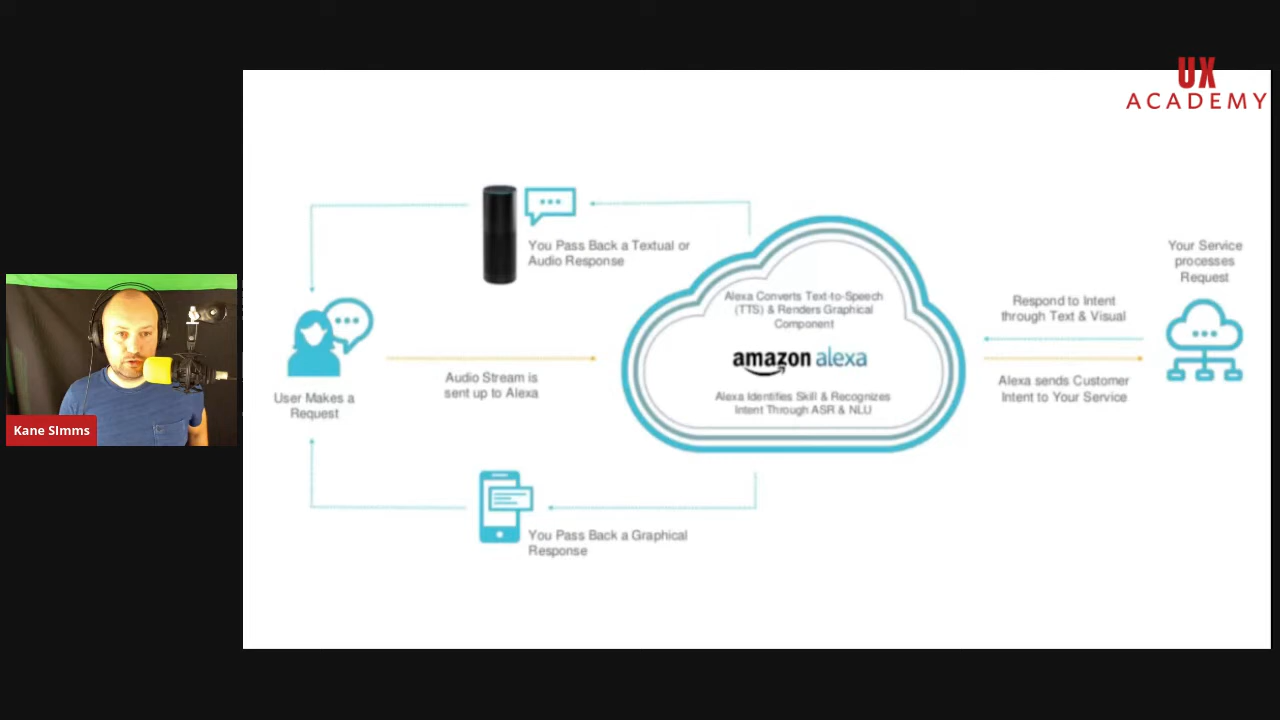 UX
ACADEMY
You Pass Back a Textual or
Audio Response
Your Service
processes
Request
Alexa Converts Text-to-Speech
(TTS) & Renders Graphical
Component
Respond to Intent
through Text & Visual
amazon alexa
Audio Stream is
sent up to Alexa
Alexa sends Customer
Intent to Your Service
User Makes a
Request
Alexa Identifies Skill & Recognizes
Intent Through ASR & NLU
Kane SImms
You Pass Back a Graphical
Response